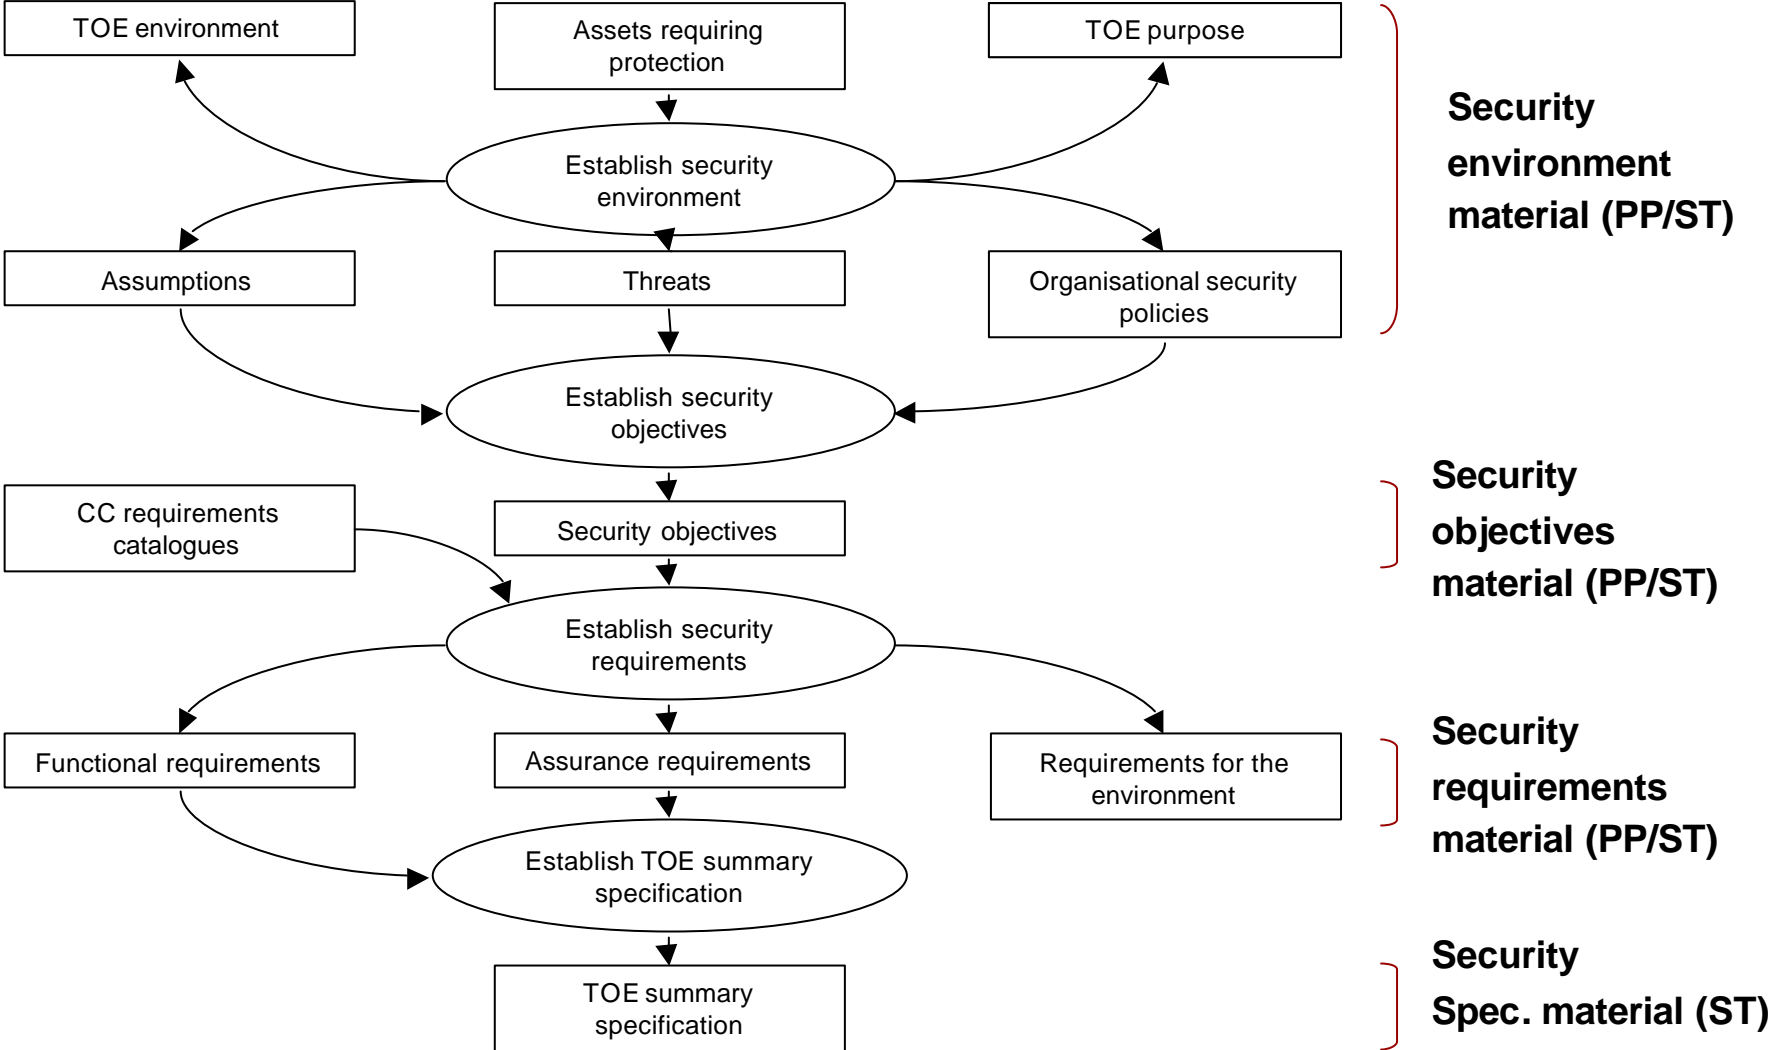 TOE environment
Assets requiring
protection
TOE purpose
Security
environment
material (PP/ST)
Establish security
environment
Assumptions
Threats
Organisational security
policies
Establish security
objectives
Security
objectives
material (PP/ST)
CC requirements
catalogues
Security objectives
Establish security
requirements
Functional requirements
Assurance requirements
Requirements for the
environment
Security
requirements
material (PP/ST)
Establish TOE summary
specification
TOE summary
specification
Security
Spec. material (ST)